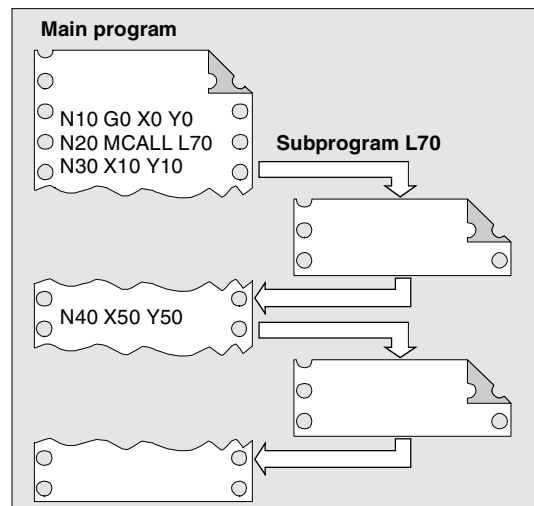 Main program
N10 G0 X0 Y0
N20 MCALL L70
N30 X10 Y10
Subprogram L70
N40 X50 Y50